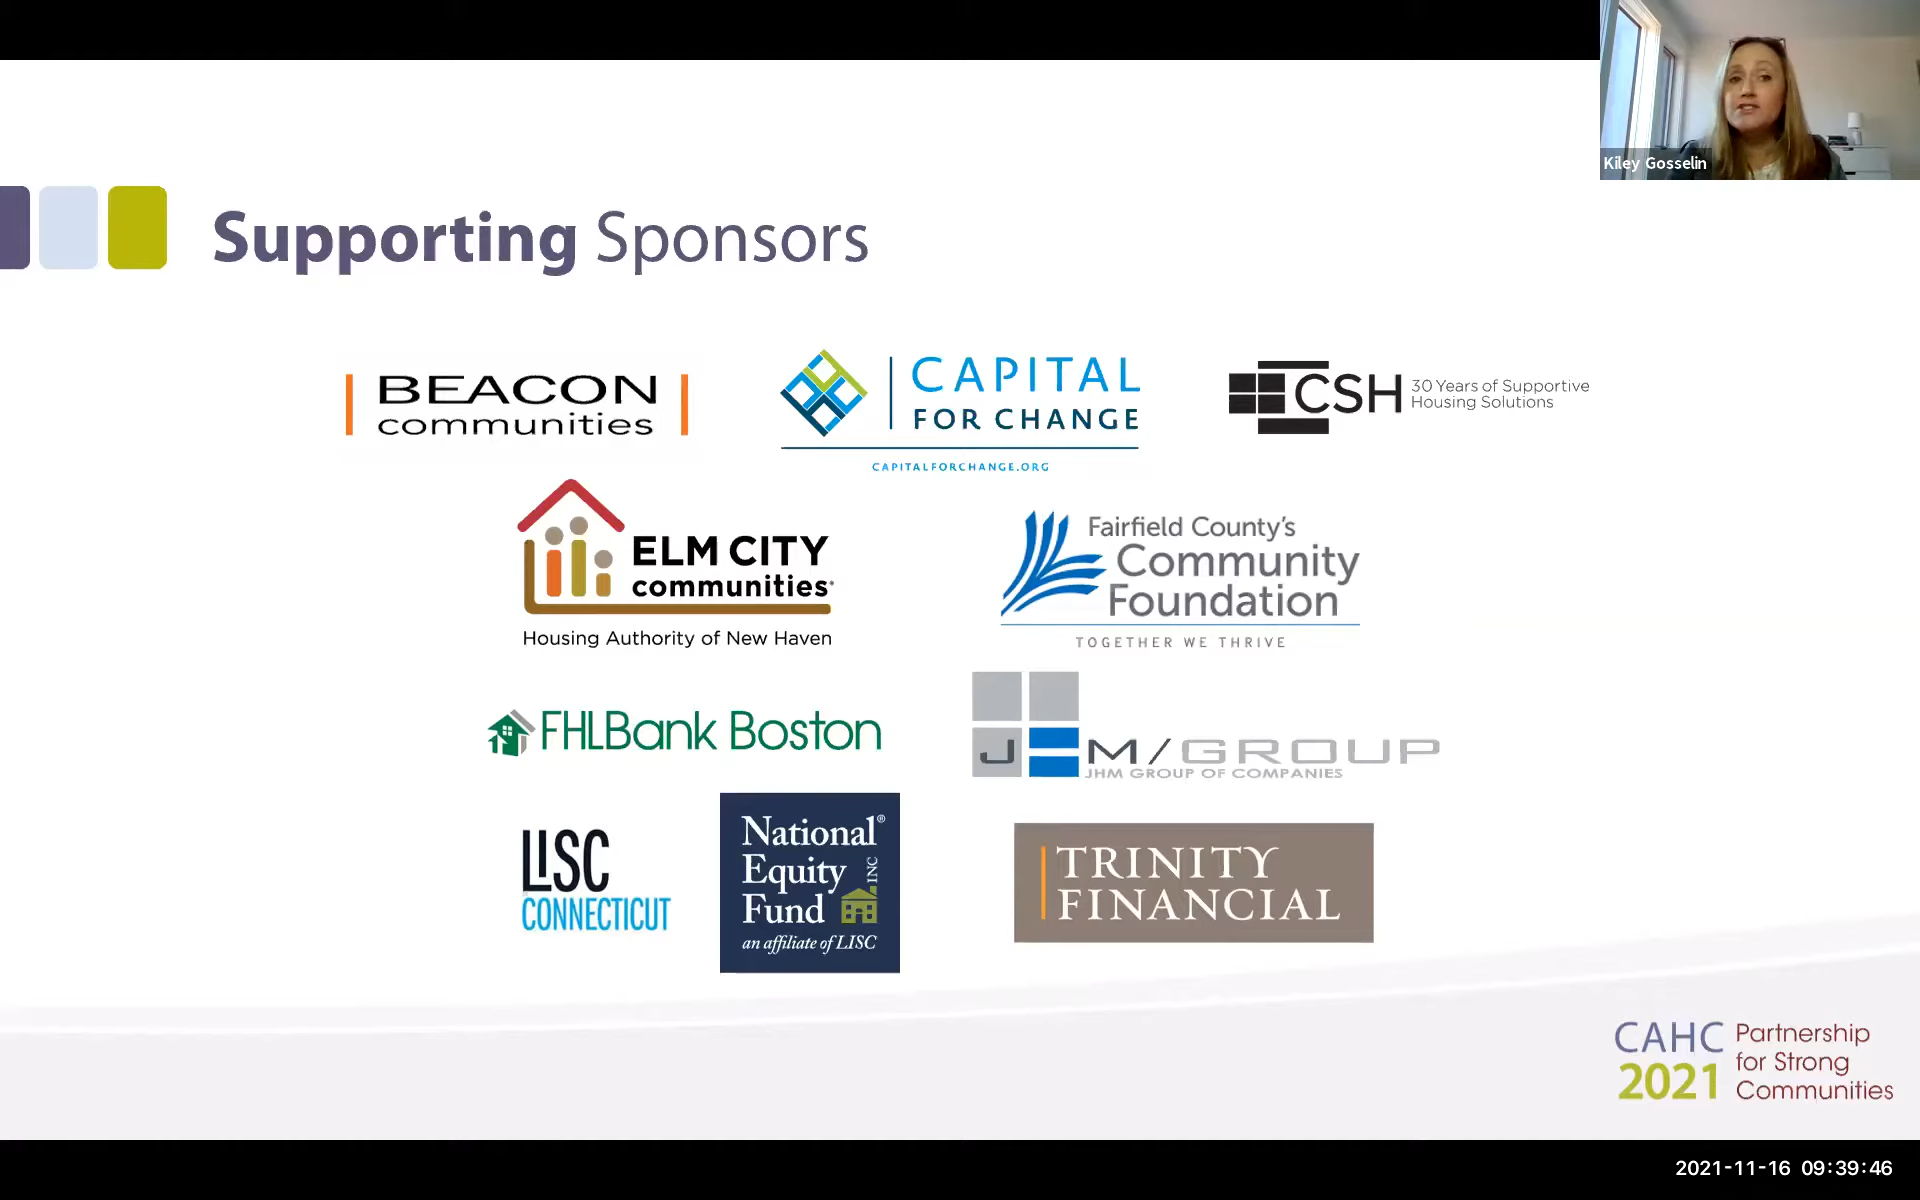 Kiley Gosselin
Supporting Sponsors
BEACON
communities
CAPITAL
FOR CHANGE
CAPITALFORCHANGE.ORG
CSH
30 Years of Supportive
Housing Solutions
ELM CITY
communities
Housing Authority of New Haven
Fairfield County's
Community
Foundation
TOGETHER WE THRIVE
FHLBank Boston
JHM/GROUP
JHM GROUP OF COMPANIES
LISC
CONNECTICUT
National®
Equity
Fund
INC
an affiliate of LISC
TRINITY
FINANCIAL
CAHC
2021
Partnership
for Strong
Communities
2021-11-16 09:39:46